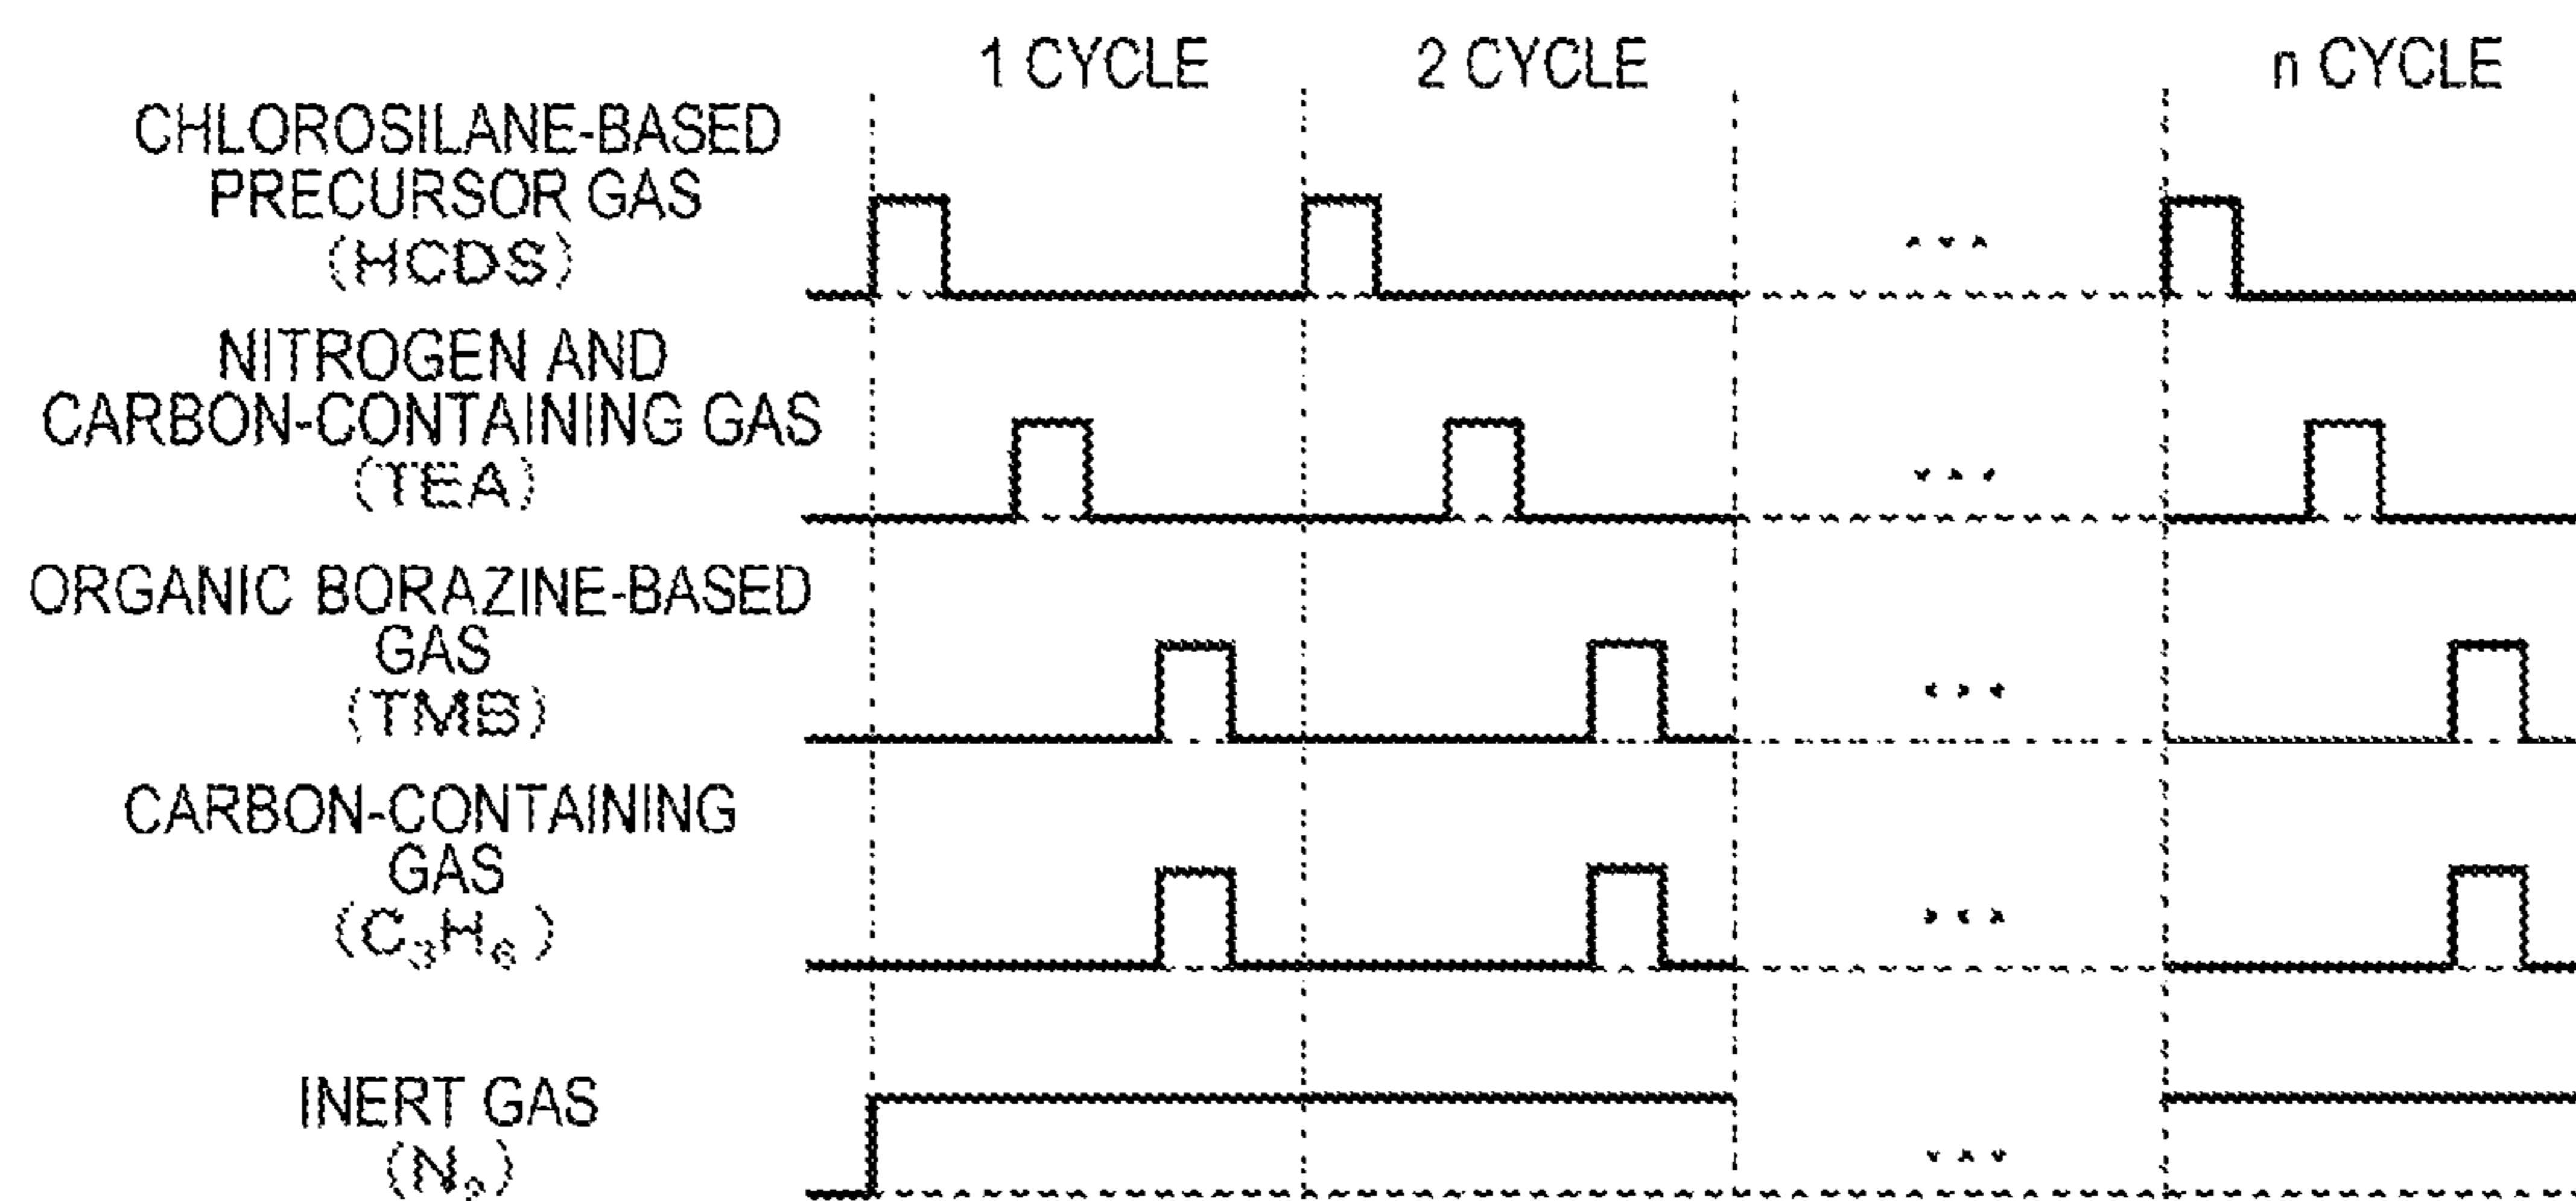 1 CYCLE 2 CYCLE n CYCLE
CHLOROSILANE-BASED
PRECURSOR GAS
(HCDS)
...
NITROGEN AND
CARBON-CONTAINING GAS
(TEA)
...
ORGANIC BORAZINE-BASED
GAS
(TMB)
...
CARBON-CONTAINING
GAS
(C₃H₆)
...
INERT GAS
(N₂)
...